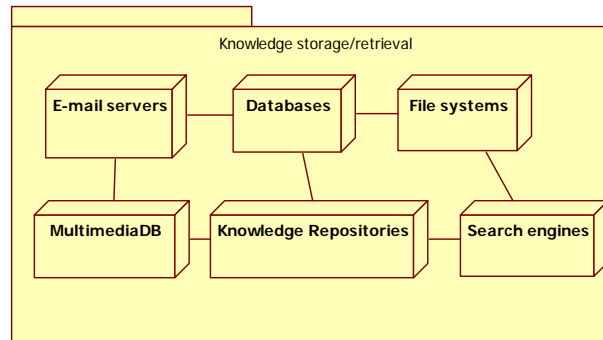 Knowledge storage/retrieval
E-mail servers
Databases
File systems
MultimediaDB
Knowledge Repositories
Search engines